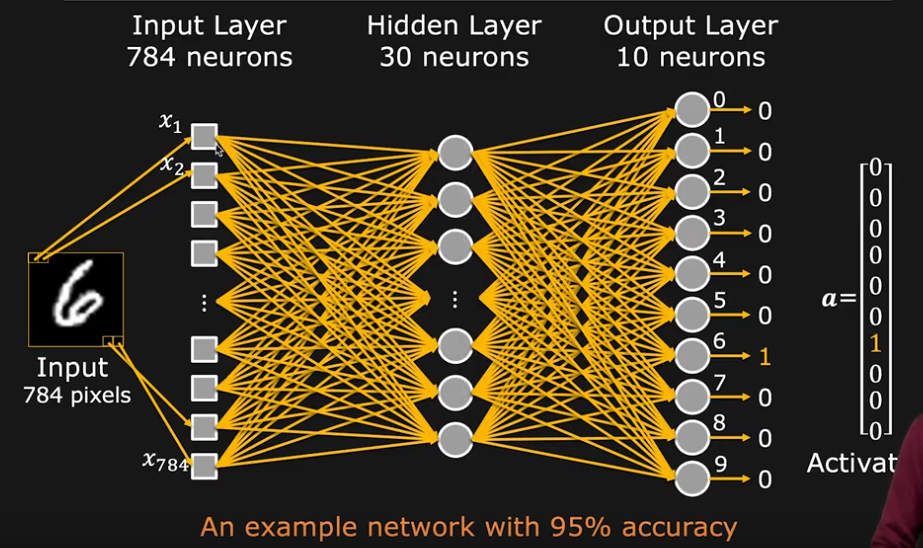 Input Layer
784 neurons
Hidden Layer
30 neurons
Output Layer
10 neurons
x₁
x₂
⋮
x₇₈₄
Input
784 pixels
⋮
0 0
1 0
2 0
3 0
4 0
5 0
6 1
7 0
8 0
9 0
a=
0
0
0
0
0
0
1
0
0
0
Activat
An example network with 95% accuracy